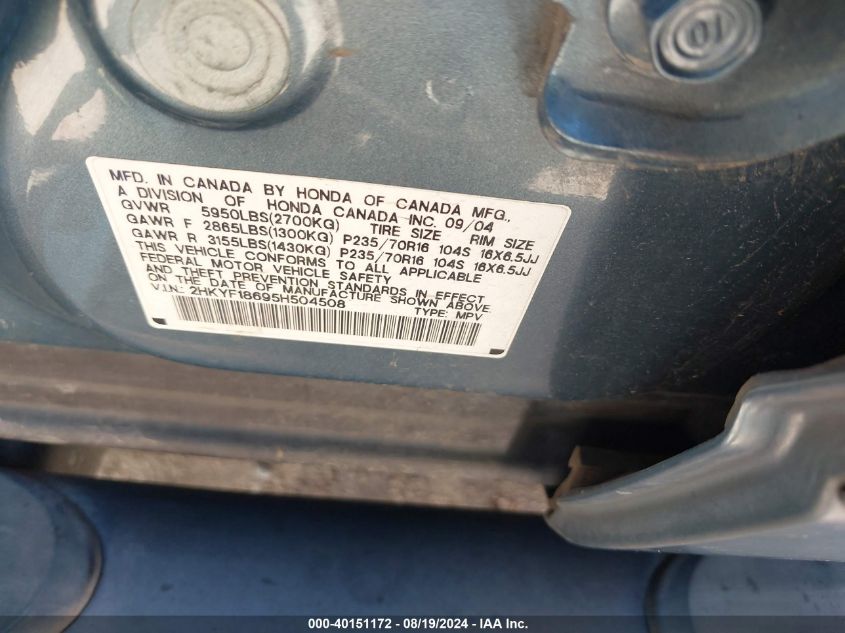 10
MFD. IN CANADA BY HONDA OF CANADA MFG.,
A DIVISION OF HONDA CANADA INC. 09/04
GVWR 5950LBS(2700KG) TIRE SIZE RIM SIZE
GAWR F 2865LBS(1300KG) P235/70R16 104S 16X6.5JJ
GAWR R 3155LBS(1430KG) P235/70R16 104S 16X6.5JJ
THIS VEHICLE CONFORMS TO ALL APPLICABLE
FEDERAL MOTOR VEHICLE SAFETY
AND THEFT PREVENTION STANDARDS IN EFFECT
ON THE DATE OF MANUFACTURE SHOWN ABOVE.
V.I.N.: 2HKYF18695H504508
TYPE: MPV
000-40151172 - 08/19/2024 - IAA Inc.